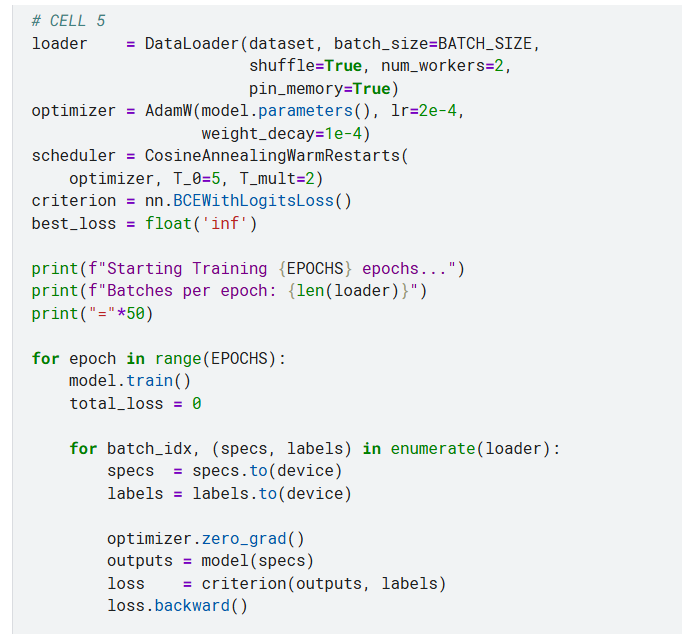 # CELL 5
loader    = DataLoader(dataset, batch_size=BATCH_SIZE,
                       shuffle=True, num_workers=2,
                       pin_memory=True)
optimizer = AdamW(model.parameters(), lr=2e-4,
                  weight_decay=1e-4)
scheduler = CosineAnnealingWarmRestarts(
    optimizer, T_0=5, T_mult=2)
criterion = nn.BCEWithLogitsLoss()
best_loss = float('inf')

print(f"Starting Training {EPOCHS} epochs...")
print(f"Batches per epoch: {len(loader)}")
print("="*50)

for epoch in range(EPOCHS):
    model.train()
    total_loss = 0

    for batch_idx, (specs, labels) in enumerate(loader):
        specs  = specs.to(device)
        labels = labels.to(device)

        optimizer.zero_grad()
        outputs = model(specs)
        loss    = criterion(outputs, labels)
        loss.backward()